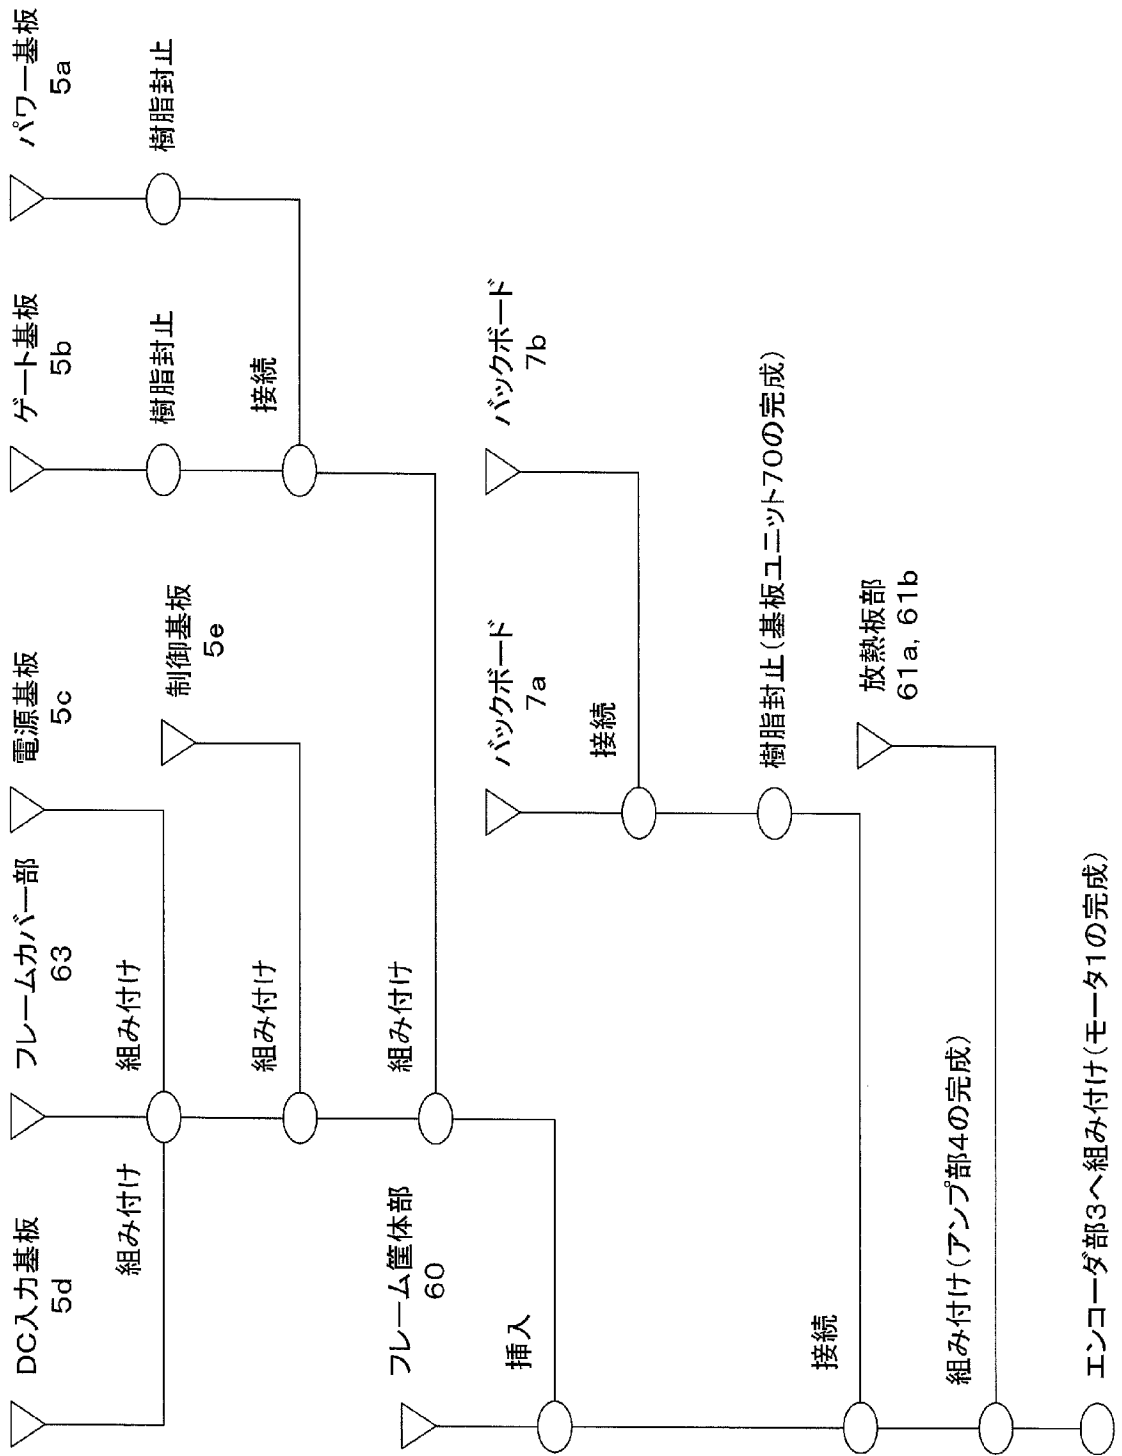 DC入力基板
5d
フレームカバー部
63
電源基板
5c
ゲート基板
5b
パワー基板
5a
組み付け
組み付け
制御基板
5e
樹脂封止
樹脂封止
組み付け
接続
組み付け
フレーム筐体部
60
挿入
バックボード
7a
バックボード
7b
接続
樹脂封止(基板ユニット70の完成)
接続
放熱板部
61a, 61b
組み付け(アンプ部4の完成)
エンコーダ部3へ組み付け(モータ1の完成)